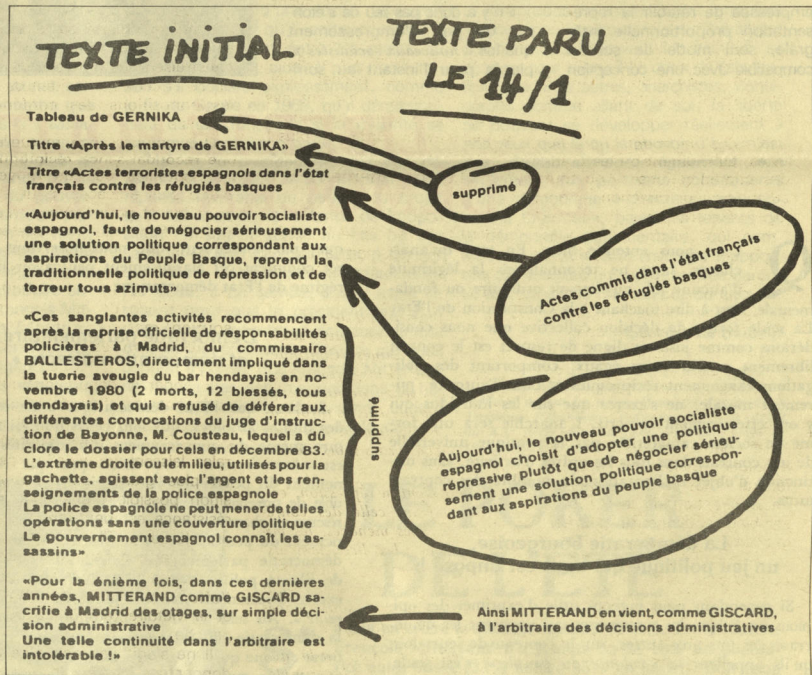 TEXTE INITIAL
TEXTE PARU
LE 14/1
Tableau de GERNIKA
Titre «Après le martyre de GERNIKA»
Titre «Actes terroristes espagnols dans l'état
français contre les réfugiés basques
«Aujourd'hui, le nouveau pouvoir socialiste
espagnol, faute de négocier sérieusement
une solution politique correspondant aux
aspirations du Peuple Basque, reprend la
traditionnelle politique de répression et de
terreur tous azimuts»
«Ces sanglantes activités recommencent
après la reprise officielle de responsabilités
policières à Madrid, du commissaire
BALLESTEROS, directement impliqué dans
la tuerie aveugle du bar hendayais en no-
vembre 1980 (2 morts, 12 blessés, tous
hendayais) et qui a refusé de déférer aux
différentes convocations du juge d'instruc-
tion de Bayonne, M. Cousteau, lequel a dû
clore le dossier pour cela en décembre 83.
L'extrême droite ou le milieu, utilisés pour la
gachette, agissent avec l'argent et les ren-
seignements de la police espagnole
La police espagnole ne peut mener de telles
opérations sans une couverture politique
Le gouvernement espagnol connaît les as-
sassins»
«Pour la énième fois, dans ces dernières
années, MITTERAND comme GISCARD sa-
crifie à Madrid des otages, sur simple déci-
sion administrative
Une telle continuité dans l'arbitraire est
intolérable !»
supprimé
Actes commis dans l'état français
contre les réfugiés basques
supprimé
Aujourd'hui, le nouveau pouvoir socialiste
espagnol choisit d'adopter une politique
répressive plutôt que de négocier sérieu-
sement une solution politique correspon-
dant aux aspirations du peuple basque
Ainsi MITTERAND en vient, comme GISCARD,
à l'arbitraire des décisions administratives